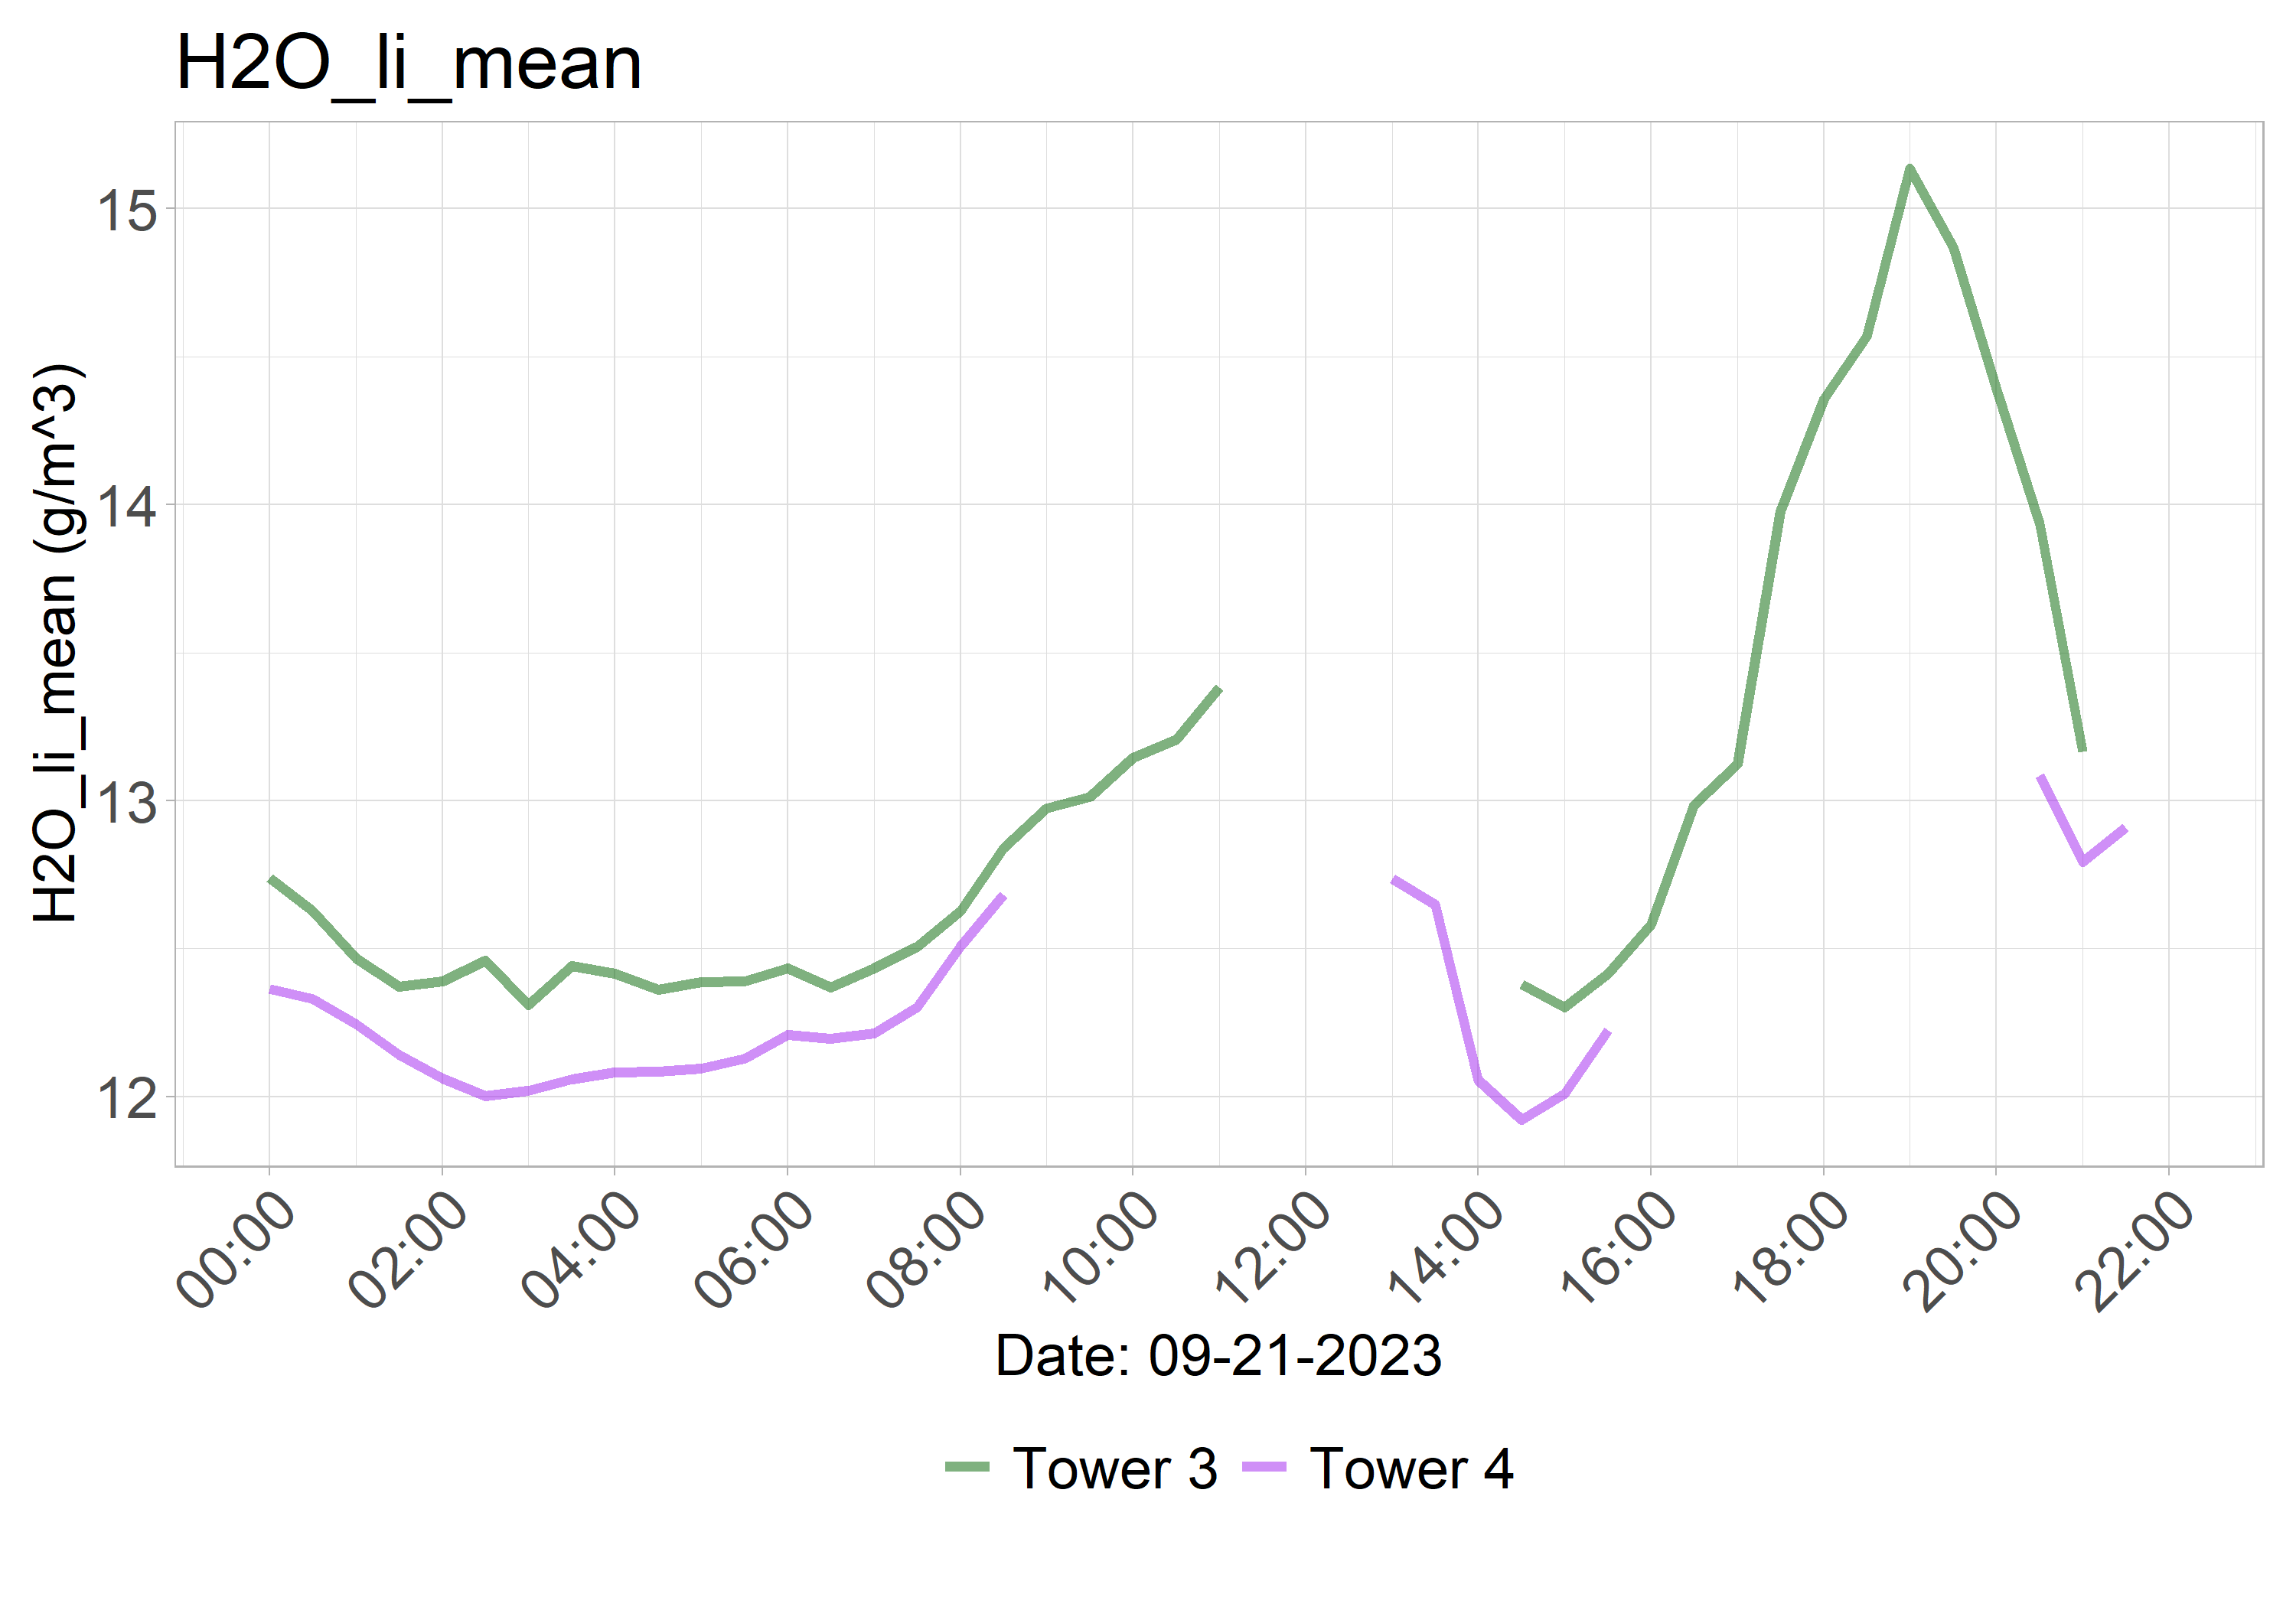 H2O_li_mean
H2O_li_mean (g/m^3)
15
14
13
12
00:00 02:00 04:00 06:00 08:00 10:00 12:00 14:00 16:00 18:00 20:00 22:00
Date: 09-21-2023
Tower 3 Tower 4